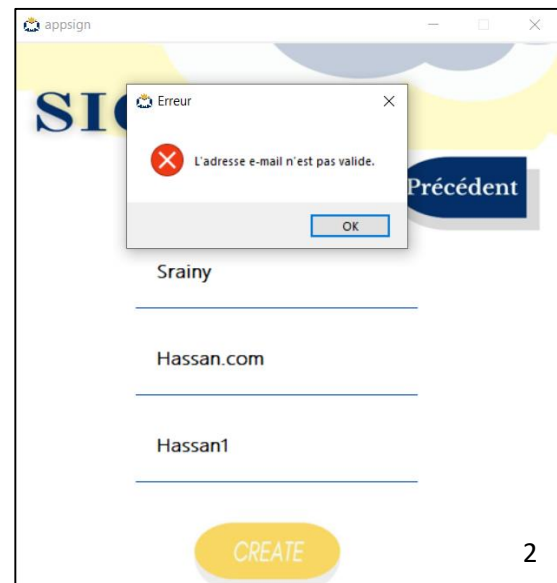 appsign
SI
Erreur
L'adresse e-mail n'est pas valide.
OK
Précédent
Srainy
Hassan.com
Hassan1
CREATE
2